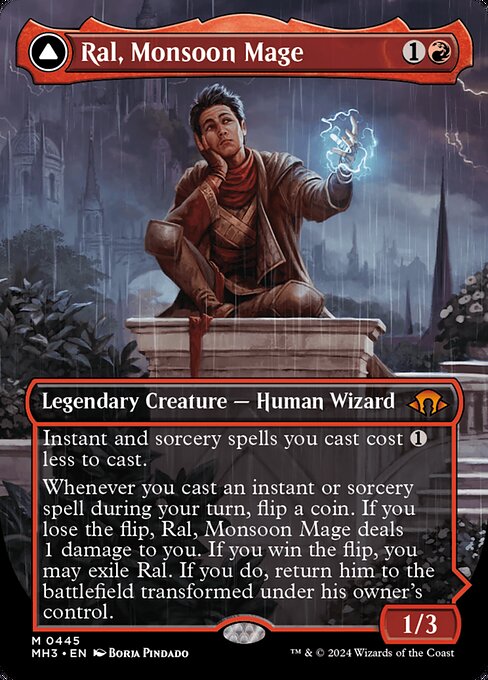 Ral, Monsoon Mage 1
Legendary Creature — Human Wizard
Instant and sorcery spells you cast cost 1
less to cast.
Whenever you cast an instant or sorcery
spell during your turn, flip a coin. If you
lose the flip, Ral, Monsoon Mage deals
1 damage to you. If you win the flip, you
may exile Ral. If you do, return him to the
battlefield transformed under his owner's
control.
1/3
M 0445
MH3 • EN Borja Pindado
™ & © 2024 Wizards of the Coast